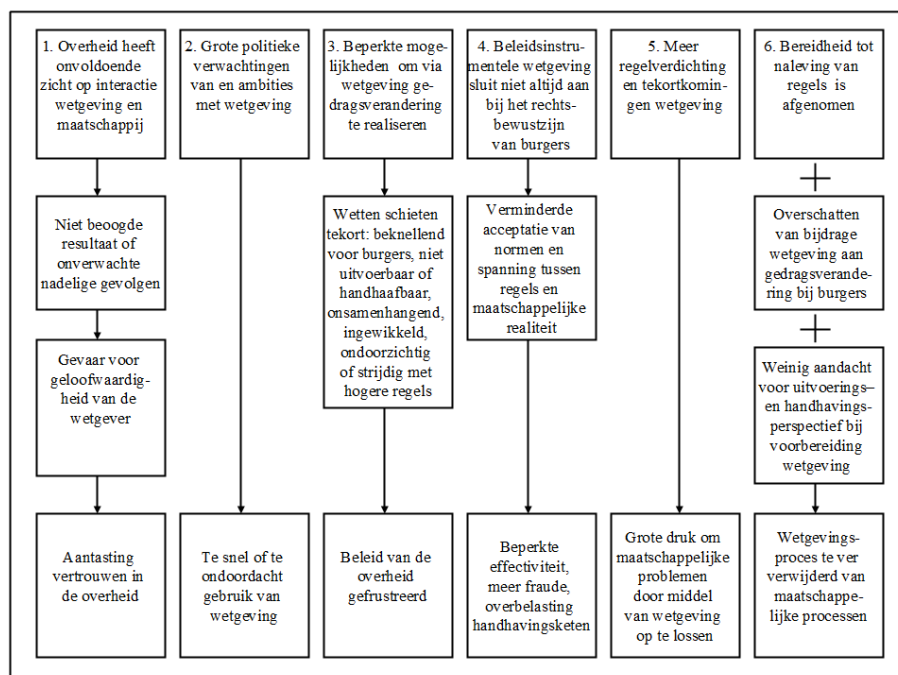 1. Overheid heeft
onvoldoende
zicht op interactie
wetgeving en
maatschappij
Niet beoogde
resultaat of
onverwachte
nadelige gevolgen
Gevaar voor
geloofwaardig-
heid van de
wetgever
Aantasting
vertrouwen in
de overheid
2. Grote politieke
verwachtingen
van en ambities
met wetgeving
Te snel of te
ondoordacht
gebruik van
wetgeving
3. Beperkte moge-
lijkheden om via
wetgeving ge-
dragsverandering
te realiseren
Wetten schieten
tekort: beknellend
voor burgers, niet
uitvoerbaar of
handhaafbaar,
onsamenhangend,
ingewikkeld,
ondoorzichtig
of strijdig met
hogere regels
Beleid van de
overheid
gefrustreerd
4. Beleidsinstru-
mentele wetgeving
sluit niet altijd aan
bij het rechts-
bewustzijn
van burgers
Verminderde
acceptatie van
normen en
spanning tussen
regels en
maatschappelijke
realiteit
Beperkte
effectiviteit,
meer fraude,
overbelasting
handhavingsketen
5. Meer
regelverdichting
en tekortkomingen
wetgeving
Grote druk om
maatschappelijke
problemen
door middel
van wetgeving
op te lossen
6. Bereidheid tot
naleving van
regels is
afgenomen
+
Overschatten
van bijdrage
wetgeving aan
gedragsverande-
ring bij burgers
+
Weinig aandacht
voor uitvoerings–
en handhavings-
perspectief bij
voorbereiding
wetgeving
Wetgevings-
proces te ver
verwijderd van
maatschappe-
lijke processen